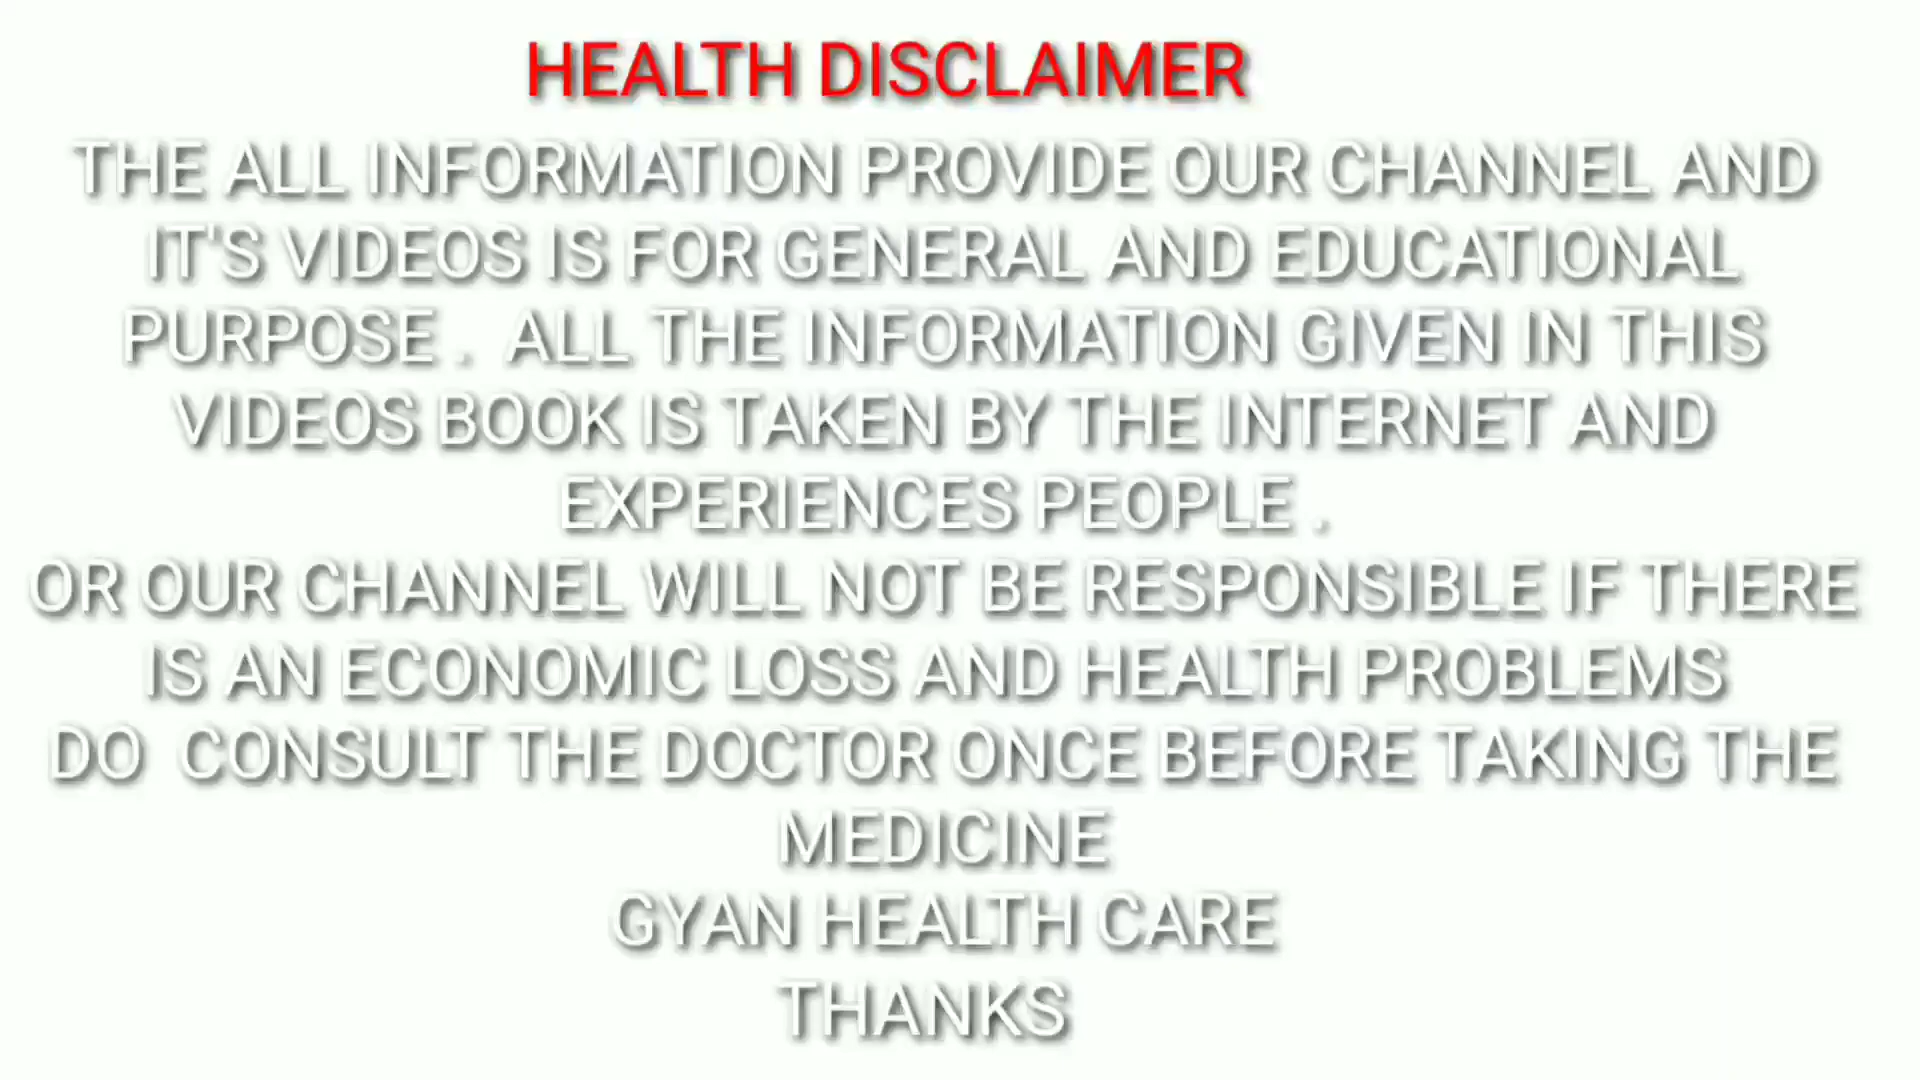 HEALTH DISCLAIMER
THE ALL INFORMATION PROVIDE OUR CHANNEL AND
IT'S VIDEOS IS FOR GENERAL AND EDUCATIONAL
PURPOSE .  ALL THE INFORMATION GIVEN IN THIS
VIDEOS BOOK IS TAKEN BY THE INTERNET AND
EXPERIENCES PEOPLE .
OR OUR CHANNEL WILL NOT BE RESPONSIBLE IF THERE
IS AN ECONOMIC LOSS AND HEALTH PROBLEMS
DO  CONSULT THE DOCTOR ONCE BEFORE TAKING THE
MEDICINE
GYAN HEALTH CARE
THANKS